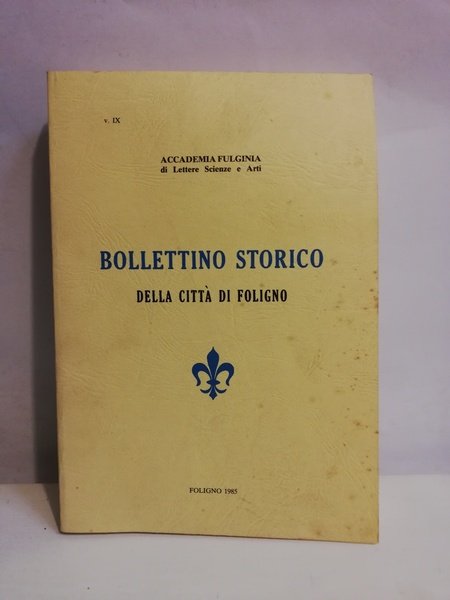 v. IX
ACCADEMIA FULGINIA
di Lettere Scienze e Arti
BOLLETTINO STORICO
DELLA CITTÀ DI FOLIGNO
FOLIGNO 1985